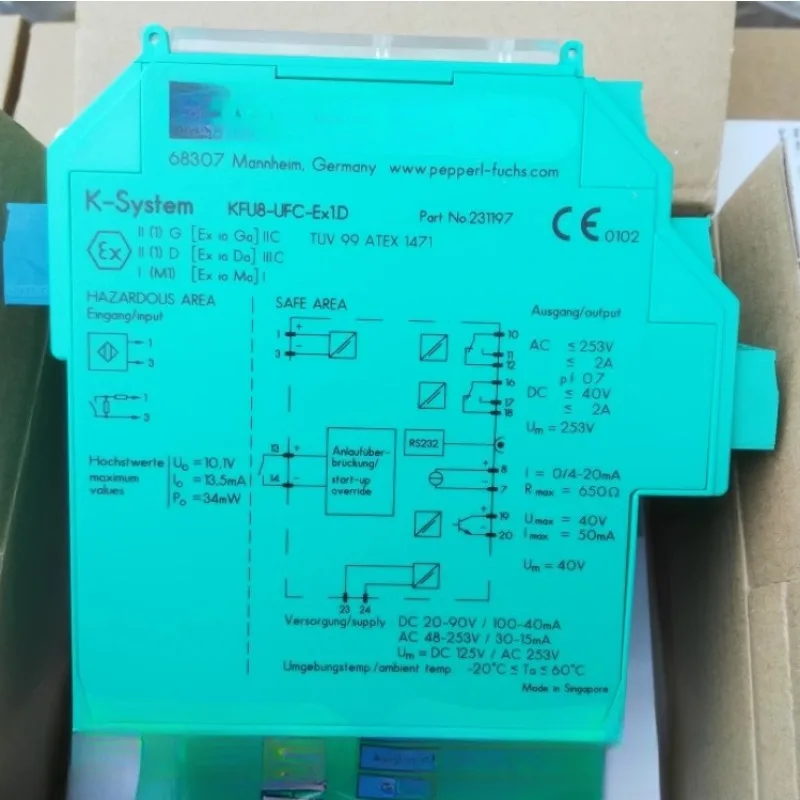 68307 Mannheim, Germany www.pepperl-fuchs.com
K-System KFU8-UFC-Ex1.D Part No.231197
CE 0102
Ex
II (1) G [Ex ia Ga] IIC TÜV 99 ATEX 1471
II (1) D [Ex ia Da] IIIC
I (M1) [Ex ia Ma] I
HAZARDOUS AREA
Eingang/input
1
3
1
3
Höchstwerte
maximum
values
Uo = 10,1V
Io = 13,5mA
Po = 34mW
SAFE AREA
1 +
3 -
13 +
14 -
Anlaufüber-
brückung/
start-up
override
10
11
12
16
17
18
RS232
+ 8
- 7
+ 19
- 20
23 24
Ausgang/output
AC ≤ 253V
≤ 2A
pf 0.7
DC ≤ 40V
≤ 2A
Um = 253V
I = 0/4-20mA
Rmax = 650Ω
Umax = 40V
Imax = 50mA
Um = 40V
Versorgung/supply DC 20-90V / 100-40mA
AC 48-253V / 30-15mA
Um = DC 125V / AC 253V
Umgebungstemp./ambient temp. -20°C ≤ Ta ≤ 60°C
Made in Singapore